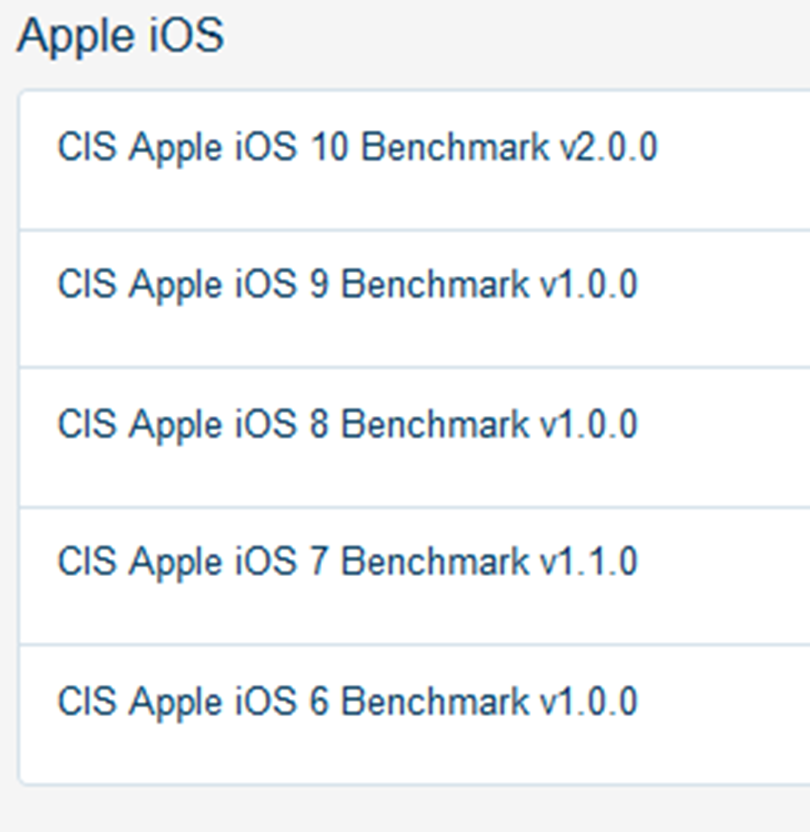 Apple iOS
CIS Apple iOS 10 Benchmark v2.0.0
CIS Apple iOS 9 Benchmark v1.0.0
CIS Apple iOS 8 Benchmark v1.0.0
CIS Apple iOS 7 Benchmark v1.1.0
CIS Apple iOS 6 Benchmark v1.0.0